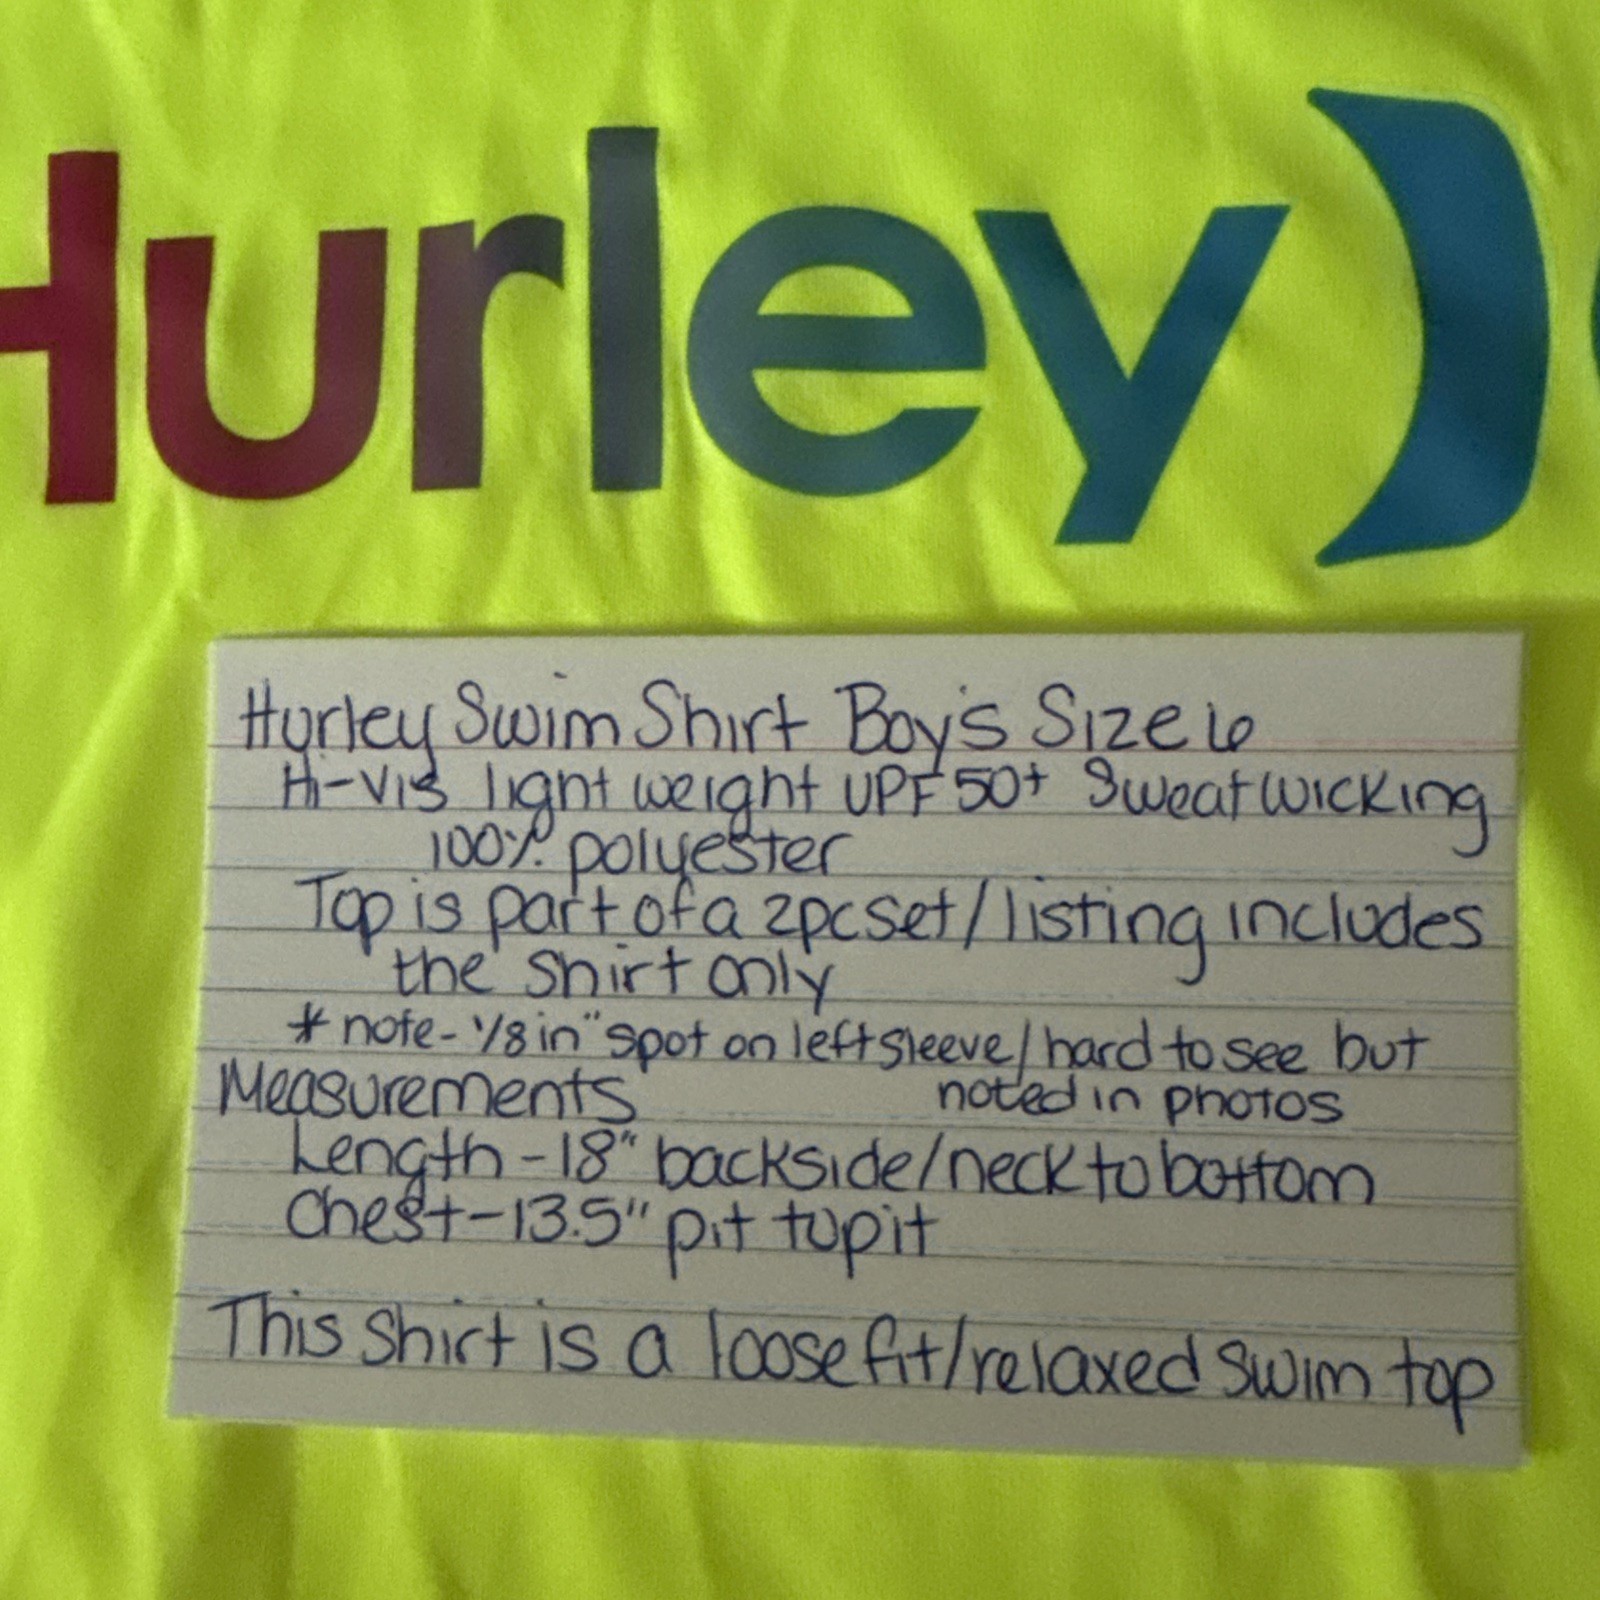 Hurley)
Hurley Swim Shirt Boy's Size 6
Hi-Vis light weight UPF 50+ Sweat wicking
100% polyester
Top is part of a 2pc set/listing includes
the shirt only
* note - 1/8 in" spot on left sleeve/hard to see but
noted in photos
Measurements
Length - 18" backside/neck to bottom
Chest - 13.5" pit to pit
This shirt is a loose fit/relaxed swim top